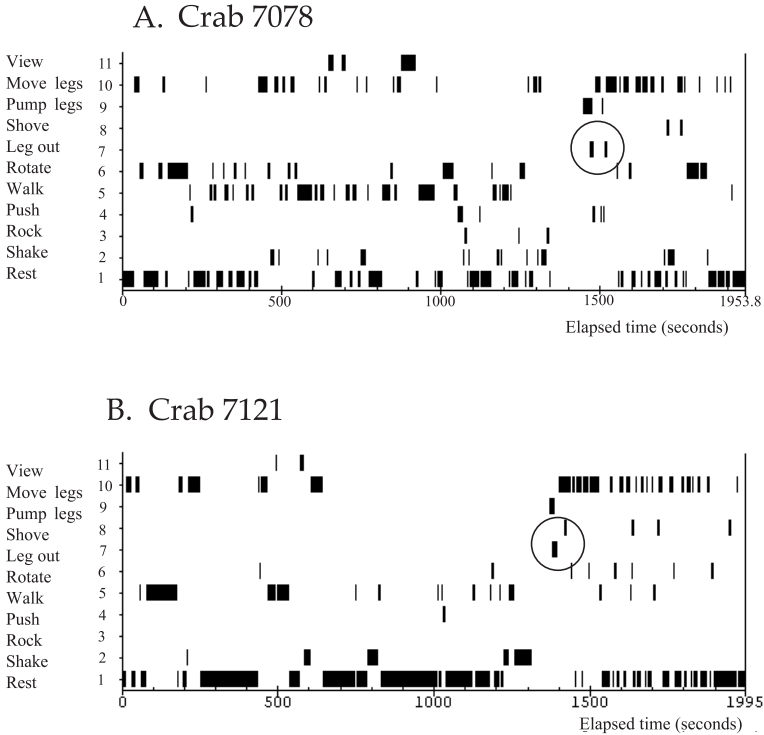 A. Crab 7078
View 11
Move legs 10
Pump legs 9
Shove 8
Leg out 7
Rotate 6
Walk 5
Push 4
Rock 3
Shake 2
Rest 1
0 500 1000 1500 1953.8
Elapsed time (seconds)
B. Crab 7121
View 11
Move legs 10
Pump legs 9
Shove 8
Leg out 7
Rotate 6
Walk 5
Push 4
Rock 3
Shake 2
Rest 1
0 500 1000 1500 1995
Elapsed time (seconds)